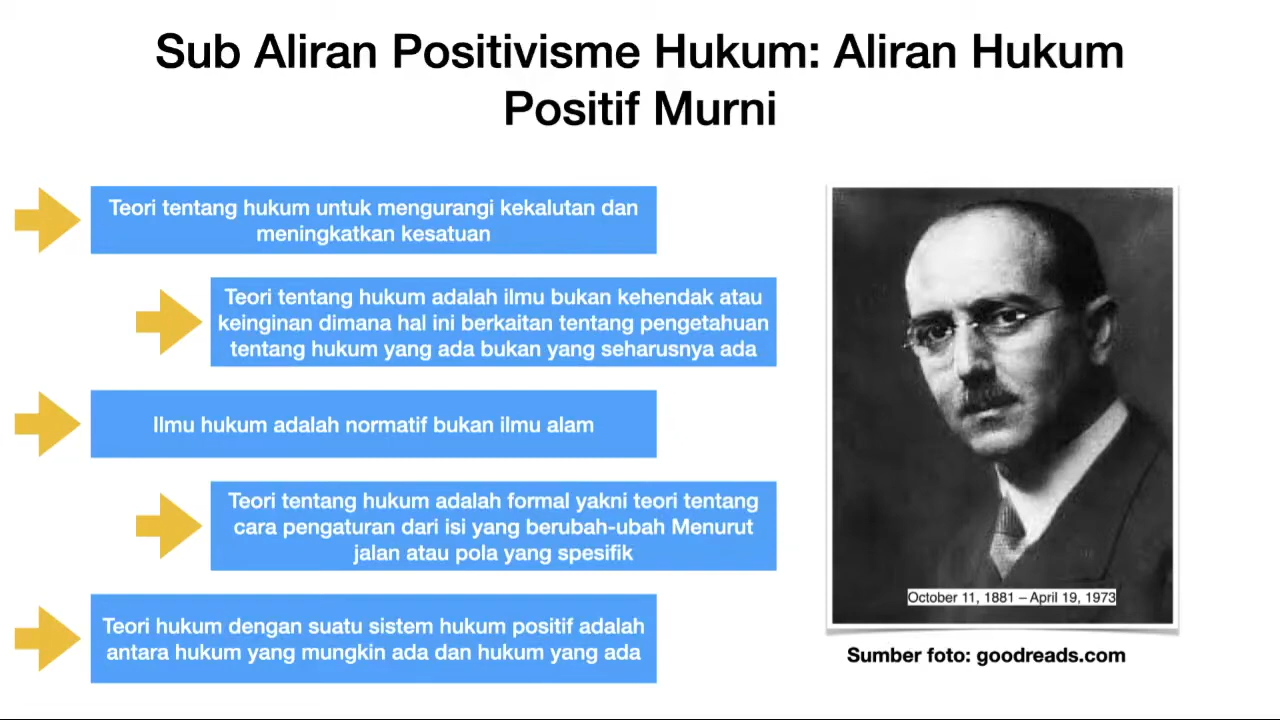 Sub Aliran Positivisme Hukum: Aliran Hukum
Positif Murni
Teori tentang hukum untuk mengurangi kekalutan dan
meningkatkan kesatuan
Teori tentang hukum adalah ilmu bukan kehendak atau
keinginan dimana hal ini berkaitan tentang pengetahuan
tentang hukum yang ada bukan yang seharusnya ada
Ilmu hukum adalah normatif bukan ilmu alam
Teori tentang hukum adalah formal yakni teori tentang
cara pengaturan dari isi yang berubah-ubah Menurut
jalan atau pola yang spesifik
Teori hukum dengan suatu sistem hukum positif adalah
antara hukum yang mungkin ada dan hukum yang ada
October 11, 1881 – April 19, 1973
Sumber foto: goodreads.com